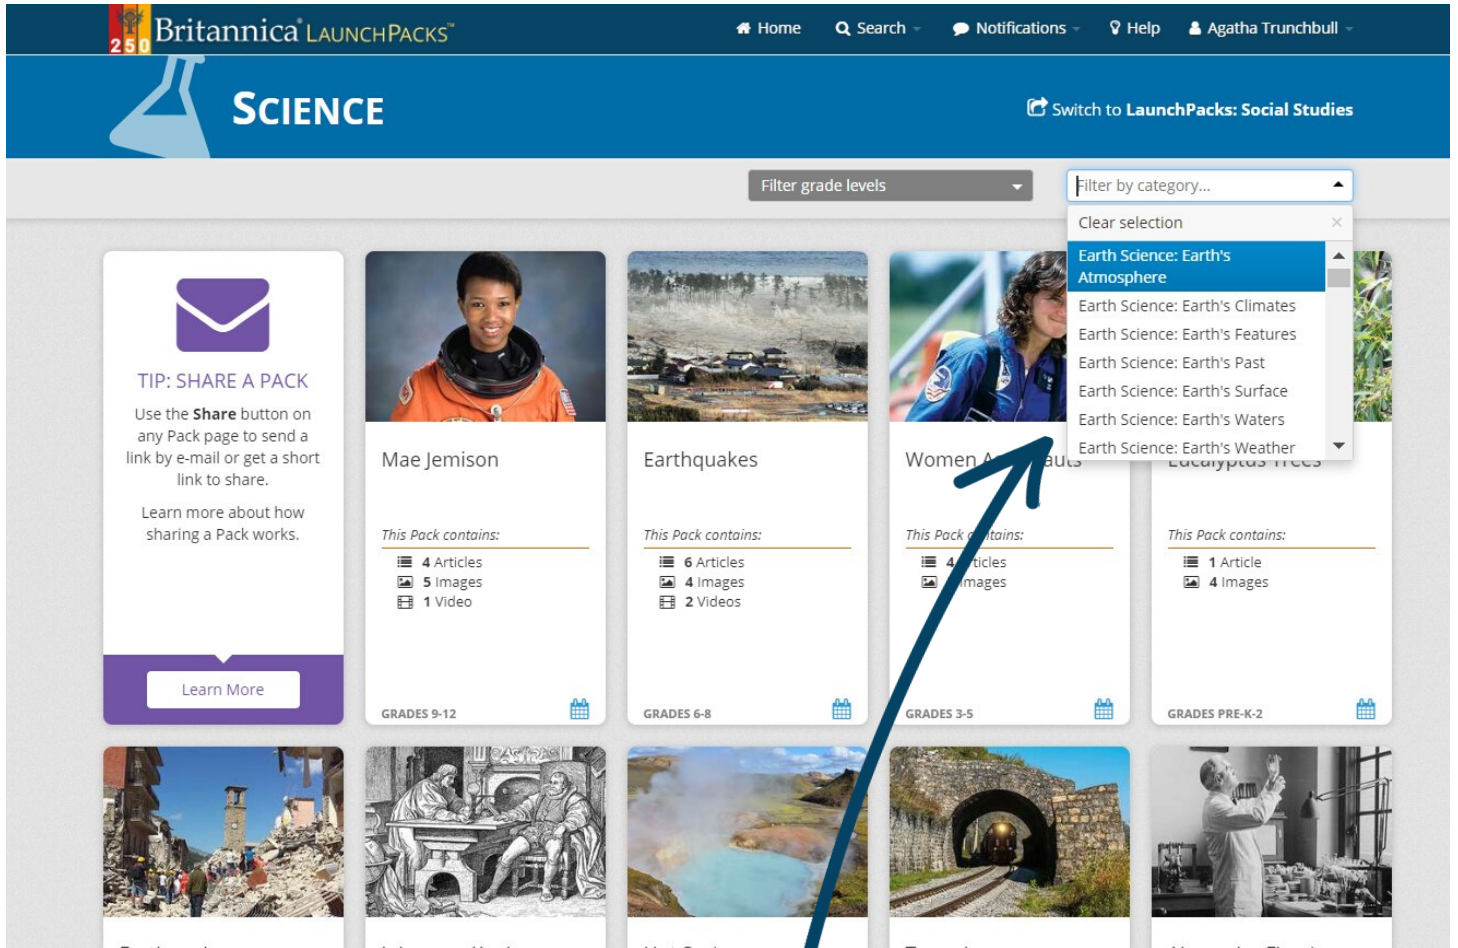 250 Britannica® LAUNCHPACKS™
Home Search Notifications Help Agatha Trunchbull
SCIENCE
Switch to LaunchPacks: Social Studies
Filter grade levels
Filter by category...
Clear selection ×
Earth Science: Earth's
Atmosphere
Earth Science: Earth's Climates
Earth Science: Earth's Features
Earth Science: Earth's Past
Earth Science: Earth's Surface
Earth Science: Earth's Waters
Earth Science: Earth's Weather
TIP: SHARE A PACK
Use the Share button on
any Pack page to send a
link by e-mail or get a short
link to share.
Learn more about how
sharing a Pack works.
Learn More
Mae Jemison
This Pack contains:
4 Articles
5 Images
1 Video
GRADES 9-12
Earthquakes
This Pack contains:
6 Articles
4 Images
2 Videos
GRADES 6-8
Women
This Pack contains:
4 Articles
Images
GRADES 3-5
Eucalyptus Trees
This Pack contains:
1 Article
4 Images
GRADES PRE-K-2